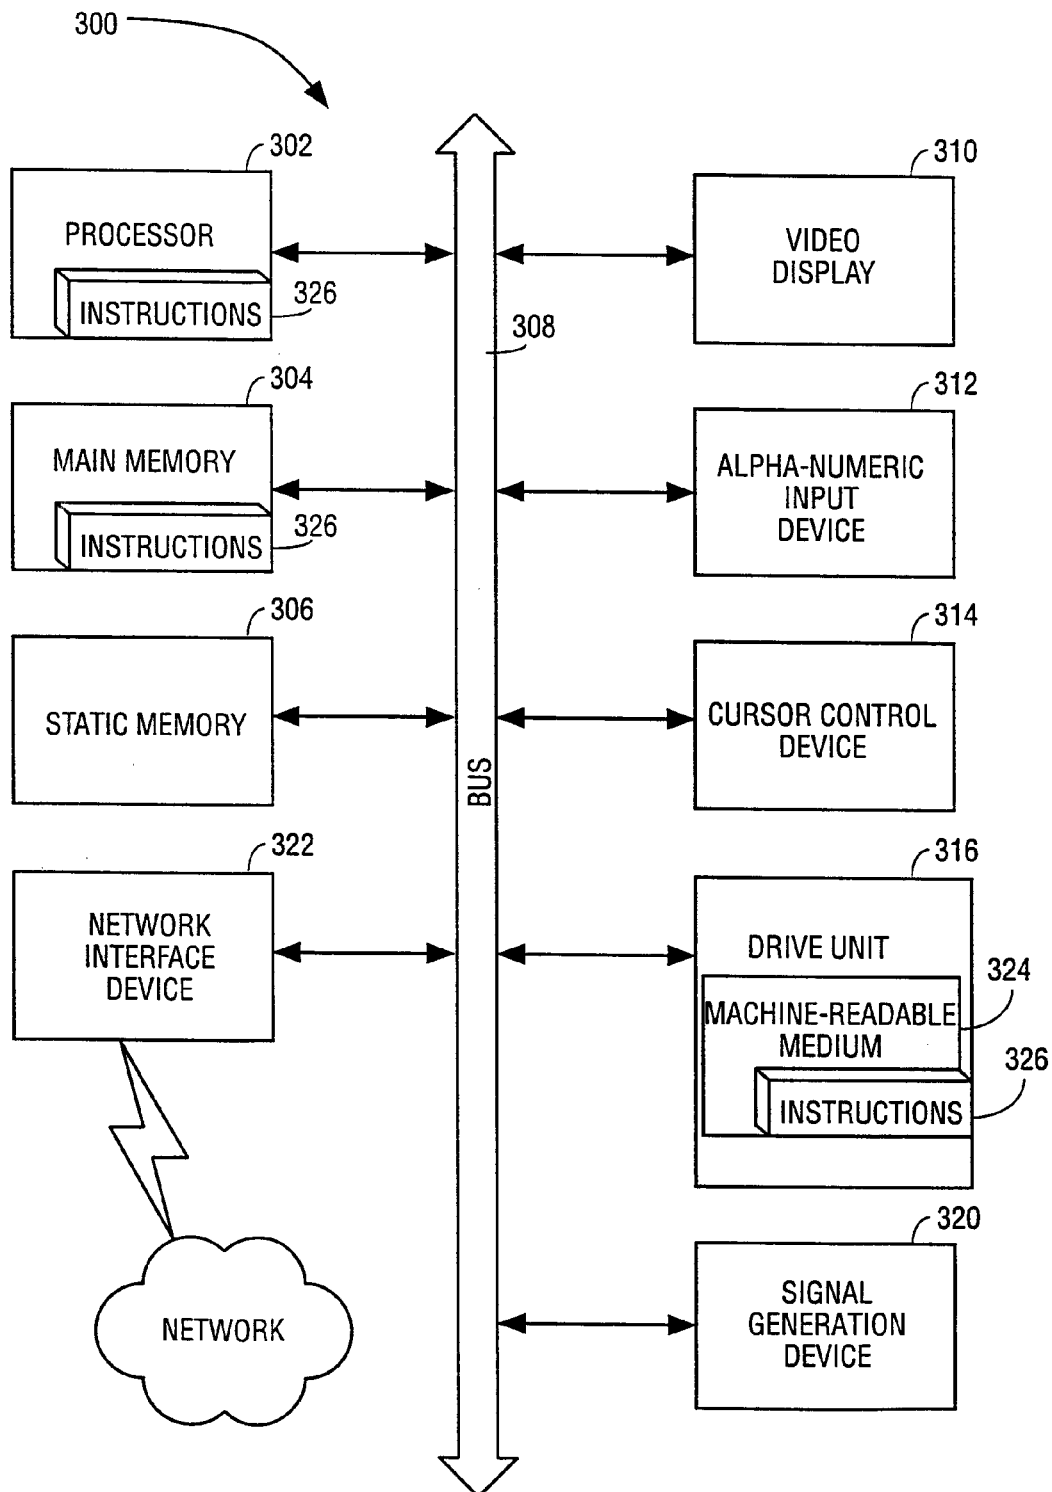 300
302
PROCESSOR
INSTRUCTIONS
326
304
MAIN MEMORY
INSTRUCTIONS
326
306
STATIC MEMORY
322
NETWORK
INTERFACE
DEVICE
NETWORK
308
BUS
310
VIDEO
DISPLAY
312
ALPHA-NUMERIC
INPUT
DEVICE
314
CURSOR CONTROL
DEVICE
316
DRIVE UNIT
324
MACHINE-READABLE
MEDIUM
326
INSTRUCTIONS
320
SIGNAL
GENERATION
DEVICE